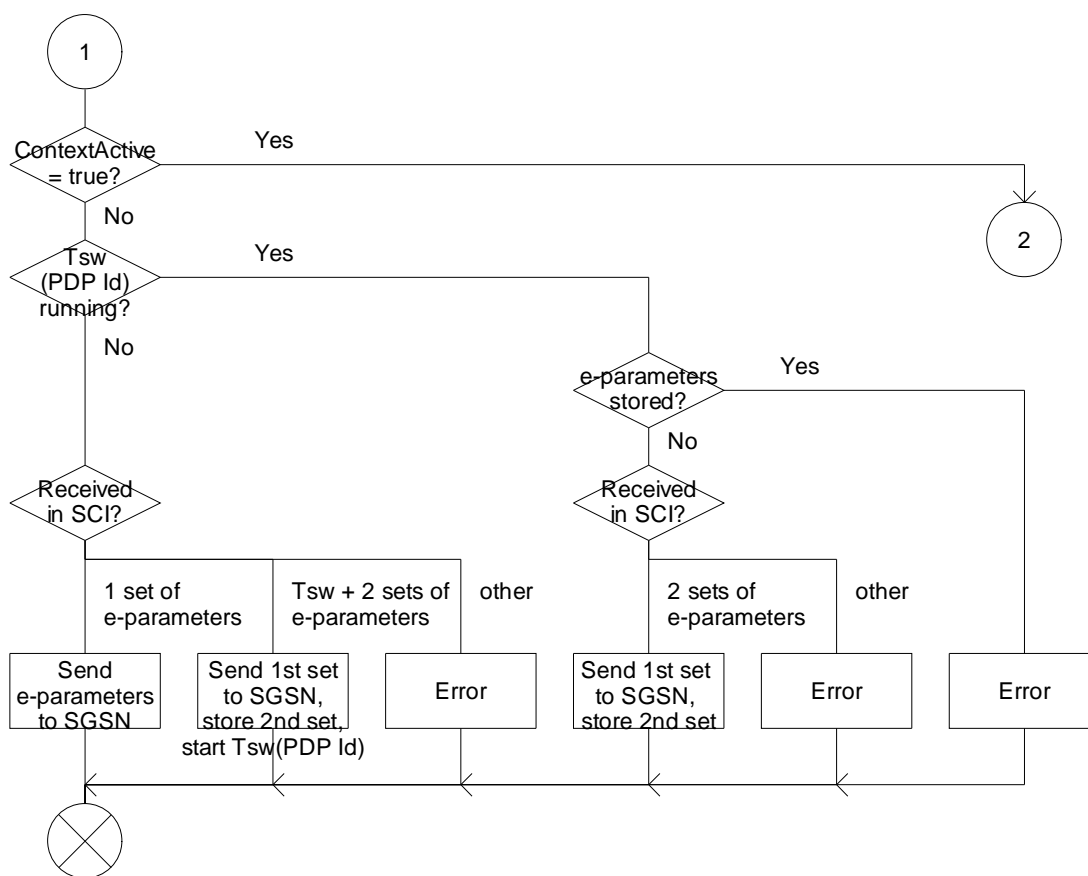 1
ContextActive
= true?
Yes
No
2
Tsw
(PDP Id)
running?
Yes
No
e-parameters
stored?
Yes
No
Received
in SCI?
Received
in SCI?
1 set of
e-parameters
Tsw + 2 sets of
e-parameters
other
2 sets of
e-parameters
other
Send
e-parameters
to SGSN
Send 1st set
to SGSN,
store 2nd set,
start Tsw(PDP Id)
Error
Send 1st set
to SGSN,
store 2nd set
Error
Error